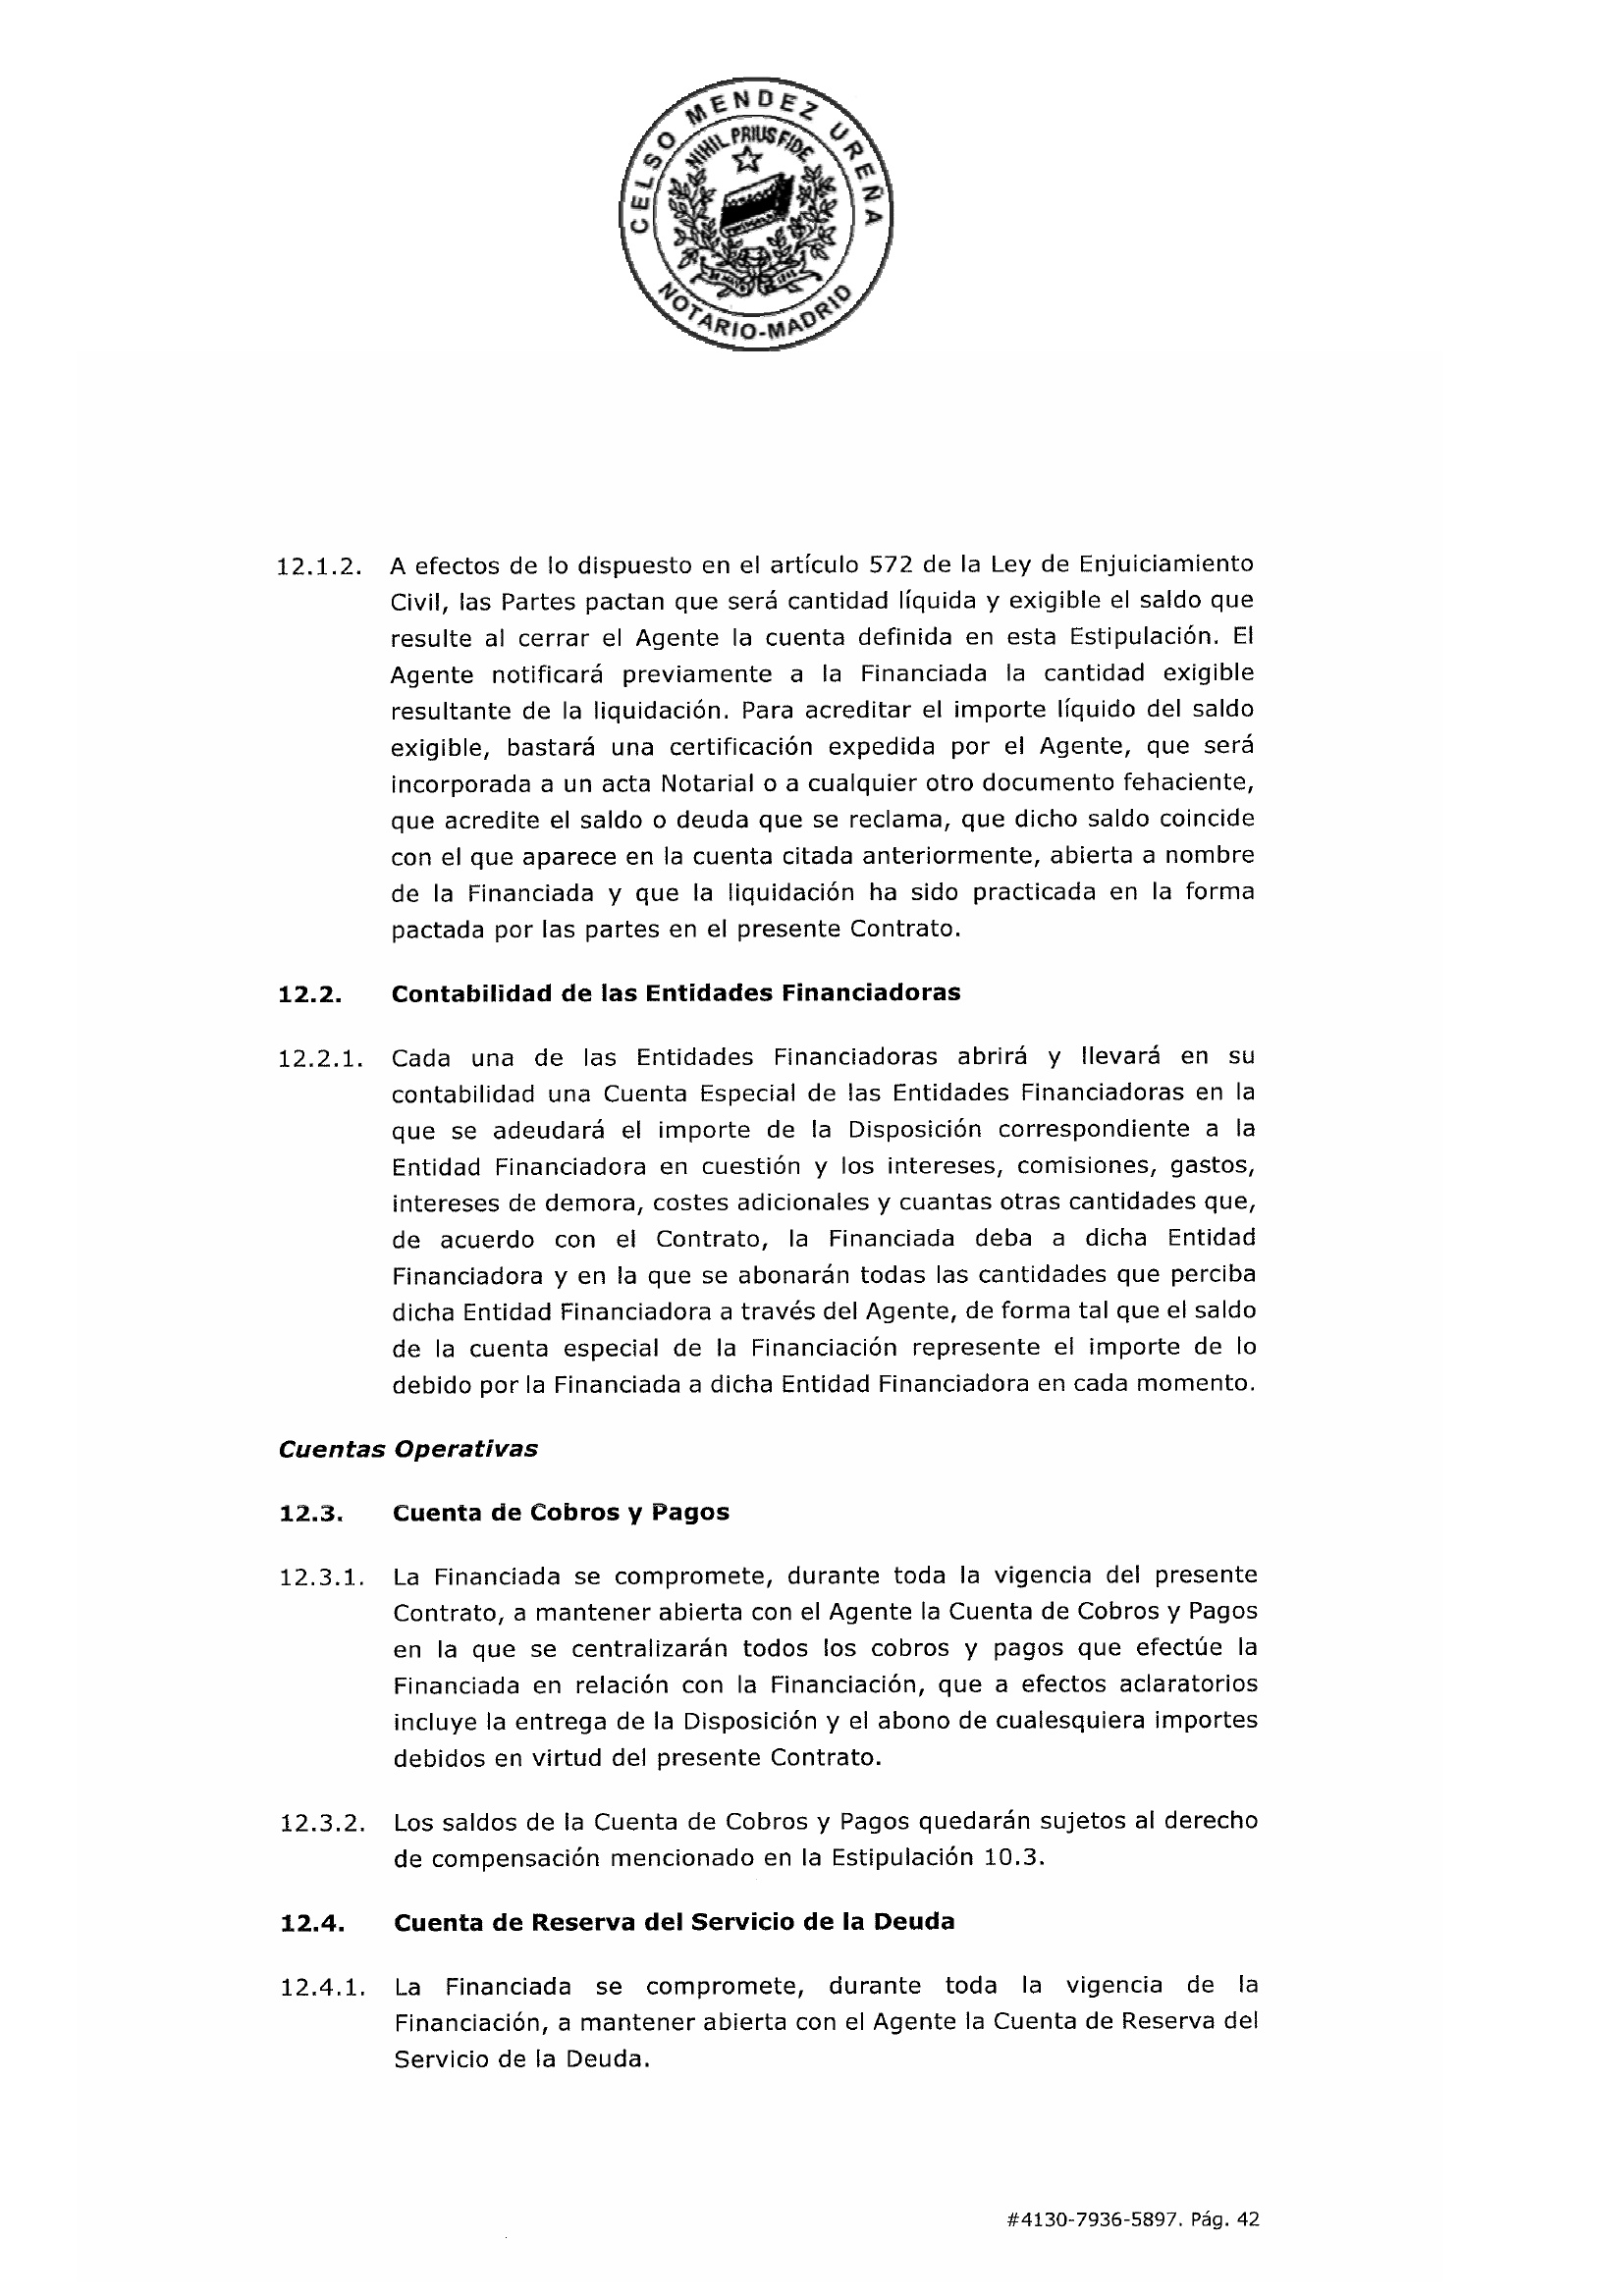 CELSO MENDEZ UREÑA
NIHIL PRIUS FIDE
NOTARIO-MADRID
12.1.2. A efectos de lo dispuesto en el artículo 572 de la Ley de Enjuiciamiento
Civil, las Partes pactan que será cantidad líquida y exigible el saldo que
resulte al cerrar el Agente la cuenta definida en esta Estipulación. El
Agente notificará previamente a la Financiada la cantidad exigible
resultante de la liquidación. Para acreditar el importe líquido del saldo
exigible, bastará una certificación expedida por el Agente, que será
incorporada a un acta Notarial o a cualquier otro documento fehaciente,
que acredite el saldo o deuda que se reclama, que dicho saldo coincide
con el que aparece en la cuenta citada anteriormente, abierta a nombre
de la Financiada y que la liquidación ha sido practicada en la forma
pactada por las partes en el presente Contrato.
12.2. Contabilidad de las Entidades Financiadoras
12.2.1. Cada una de las Entidades Financiadoras abrirá y llevará en su
contabilidad una Cuenta Especial de las Entidades Financiadoras en la
que se adeudará el importe de la Disposición correspondiente a la
Entidad Financiadora en cuestión y los intereses, comisiones, gastos,
intereses de demora, costes adicionales y cuantas otras cantidades que,
de acuerdo con el Contrato, la Financiada deba a dicha Entidad
Financiadora y en la que se abonarán todas las cantidades que perciba
dicha Entidad Financiadora a través del Agente, de forma tal que el saldo
de la cuenta especial de la Financiación represente el importe de lo
debido por la Financiada a dicha Entidad Financiadora en cada momento.
Cuentas Operativas
12.3. Cuenta de Cobros y Pagos
12.3.1. La Financiada se compromete, durante toda la vigencia del presente
Contrato, a mantener abierta con el Agente la Cuenta de Cobros y Pagos
en la que se centralizarán todos los cobros y pagos que efectúe la
Financiada en relación con la Financiación, que a efectos aclaratorios
incluye la entrega de la Disposición y el abono de cualesquiera importes
debidos en virtud del presente Contrato.
12.3.2. Los saldos de la Cuenta de Cobros y Pagos quedarán sujetos al derecho
de compensación mencionado en la Estipulación 10.3.
12.4. Cuenta de Reserva del Servicio de la Deuda
12.4.1. La Financiada se compromete, durante toda la vigencia de la
Financiación, a mantener abierta con el Agente la Cuenta de Reserva del
Servicio de la Deuda.
#4130-7936-5897. Pág. 42